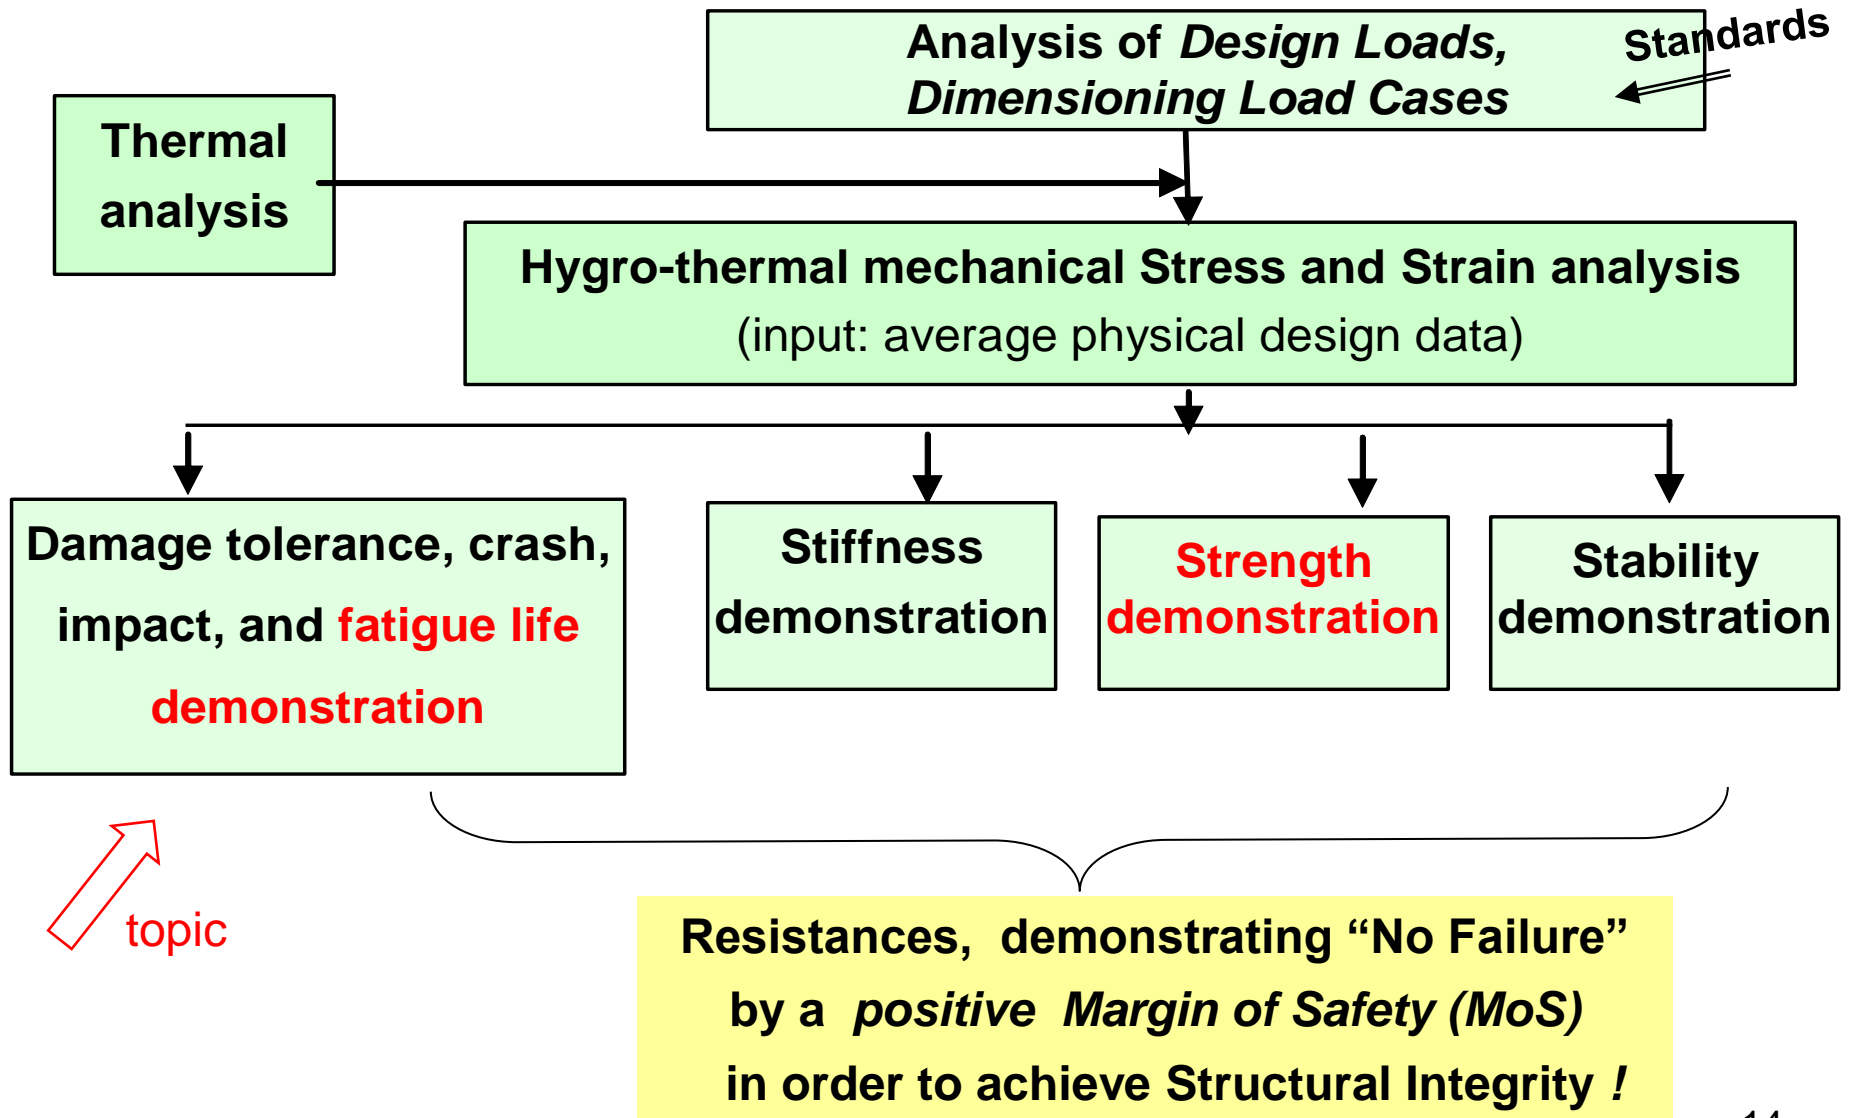 Analysis of Design Loads,
Dimensioning Load Cases
Standards
Thermal
analysis
Hygro-thermal mechanical Stress and Strain analysis
(input: average physical design data)
Damage tolerance, crash,
impact, and fatigue life
demonstration
Stiffness
demonstration
Strength
demonstration
Stability
demonstration
topic
Resistances, demonstrating “No Failure”
by a positive Margin of Safety (MoS)
in order to achieve Structural Integrity !